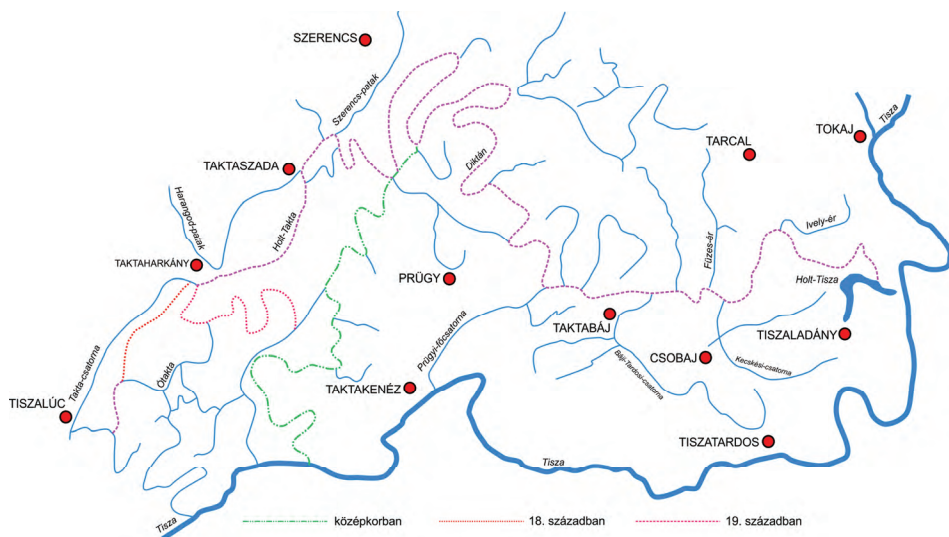 SZERENCS
Szerencs-patak
TOKAJ
Tisza
TARCAL
TAKTASZADA
Diktán
Harangod-patak
Holt-Takta
Füzes-ér
Ively-ér
TAKTAHARKÁNY
PRÜGY
Holt-Tisza
TAKTABÁJ
TISZALADÁNY
Prügyi-főcsatorna
CSOBAJ
Takta-csatorna
Ótakta
Báji-Tardosi-csatorna
Kecskési-csatorna
TAKTAKENÉZ
TISZALÚC
TISZATARDOS
Tisza
Tisza
középkorban
18. században
19. században